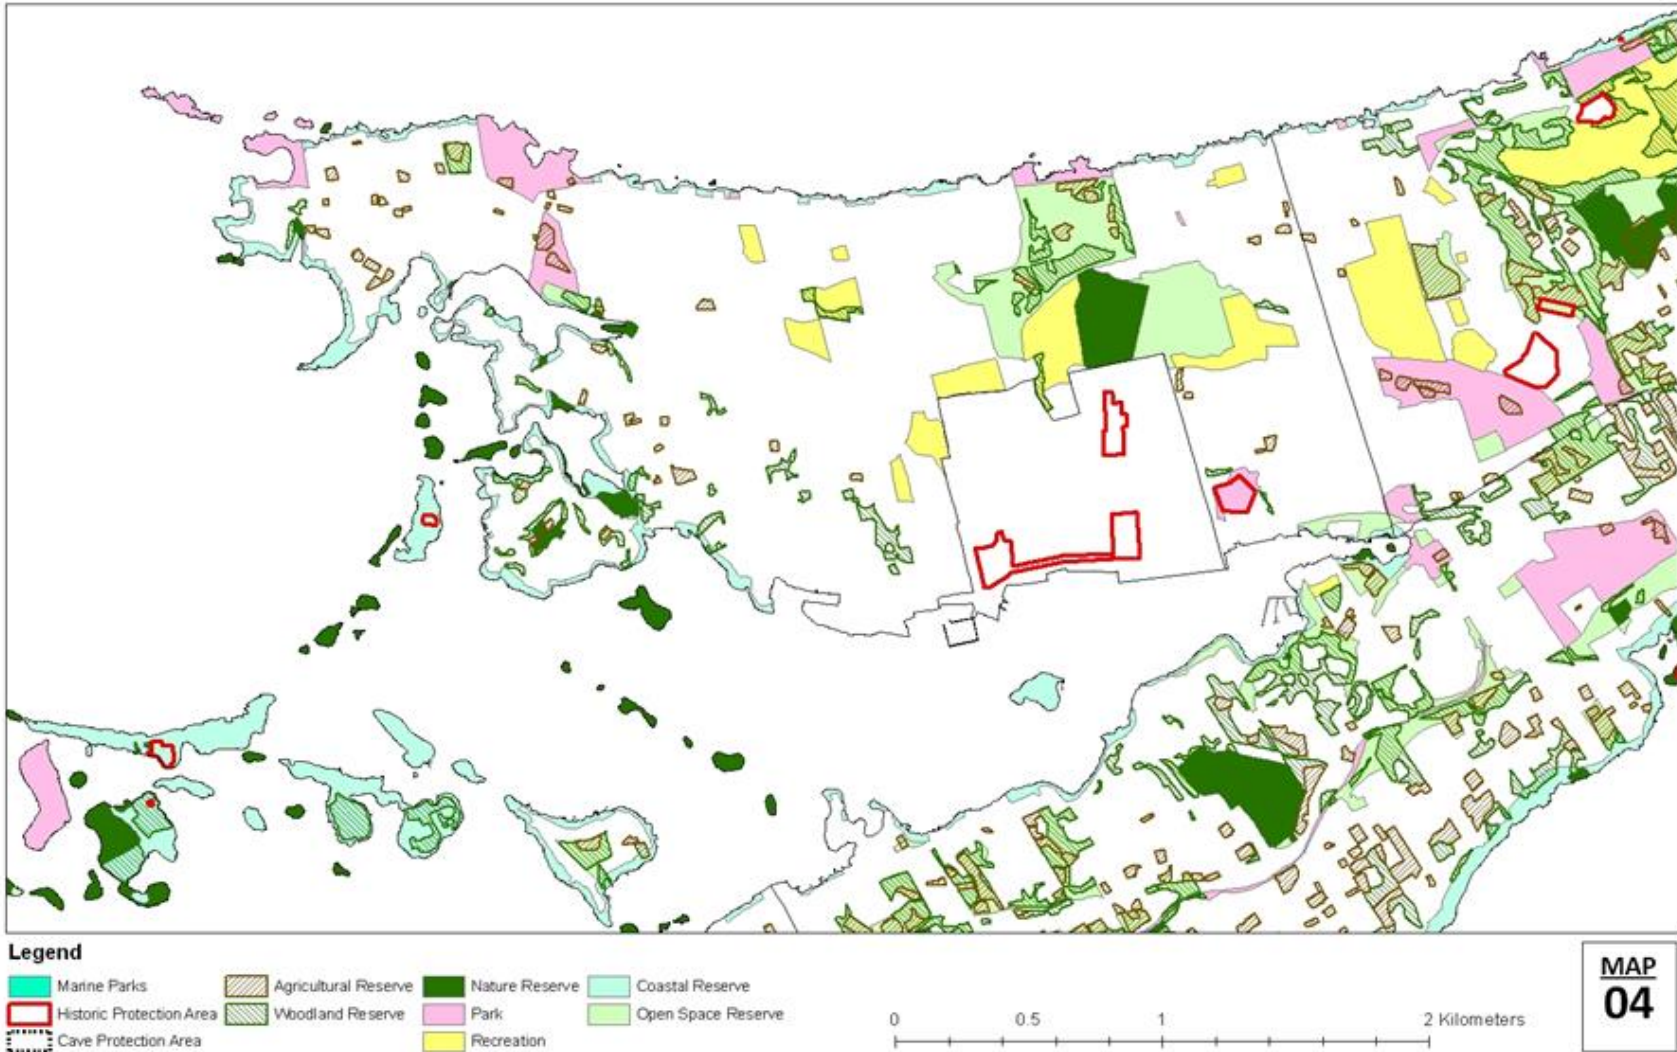 Legend
Marine Parks
Historic Protection Area
Cave Protection Area
Agricultural Reserve
Woodland Reserve
Nature Reserve
Park
Recreation
Coastal Reserve
Open Space Reserve
0 0.5 1 2 Kilometers
MAP
04